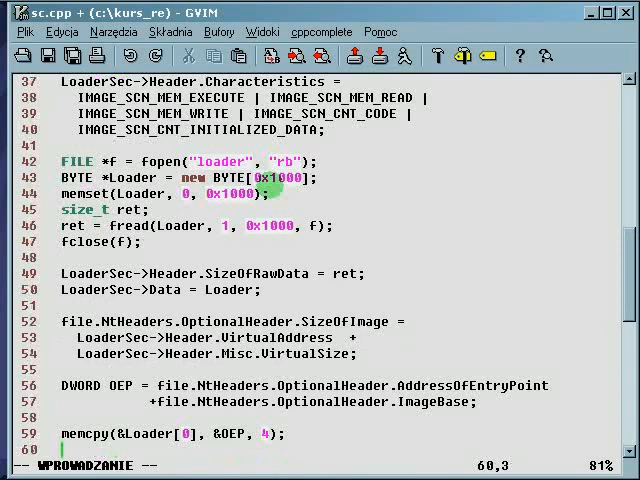 sc.cpp + (c:\kurs_re) - GVIM
Plik Edycja Narzędzia Składnia Bufory Widoki cppcomplete Pomoc
37 LoaderSec->Header.Characteristics =
38 IMAGE_SCN_MEM_EXECUTE | IMAGE_SCN_MEM_READ |
39 IMAGE_SCN_MEM_WRITE | IMAGE_SCN_CNT_CODE |
40 IMAGE_SCN_CNT_INITIALIZED_DATA;
41
42 FILE *f = fopen("loader", "rb");
43 BYTE *Loader = new BYTE[0x1000];
44 memset(Loader, 0, 0x1000);
45 size_t ret;
46 ret = fread(Loader, 1, 0x1000, f);
47 fclose(f);
48
49 LoaderSec->Header.SizeOfRawData = ret;
50 LoaderSec->Data = Loader;
51
52 file.NtHeaders.OptionalHeader.SizeOfImage =
53 LoaderSec->Header.VirtualAddress +
54 LoaderSec->Header.Misc.VirtualSize;
55
56 DWORD OEP = file.NtHeaders.OptionalHeader.AddressOfEntryPoint
57 +file.NtHeaders.OptionalHeader.ImageBase;
58
59 memcpy(&Loader[0], &OEP, 4);
60
-- WPROWADZANIE -- 60,3 81%